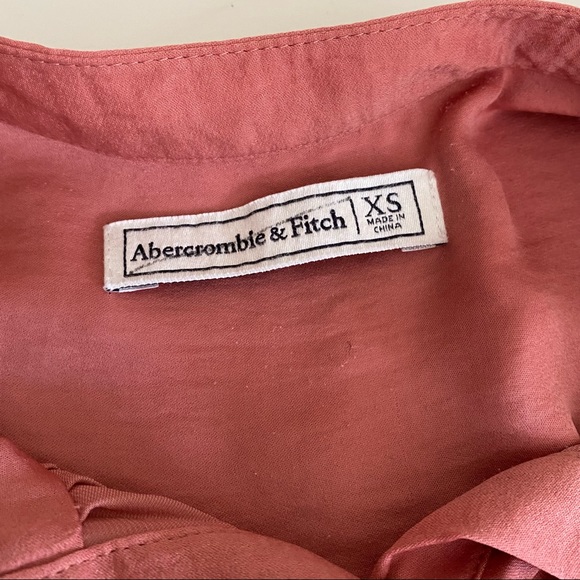 Abercrombie & Fitch
XS
MADE IN
CHINA